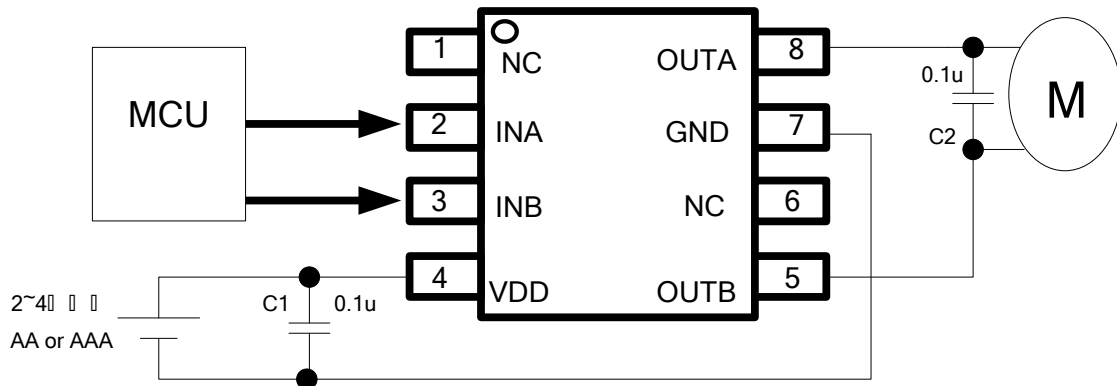 MCU
1 NC
2 INA
3 INB
4 VDD
OUTA 8
GND 7
NC 6
OUTB 5
0.1u
C2
M
C1 0.1u
2~4
AA or AAA